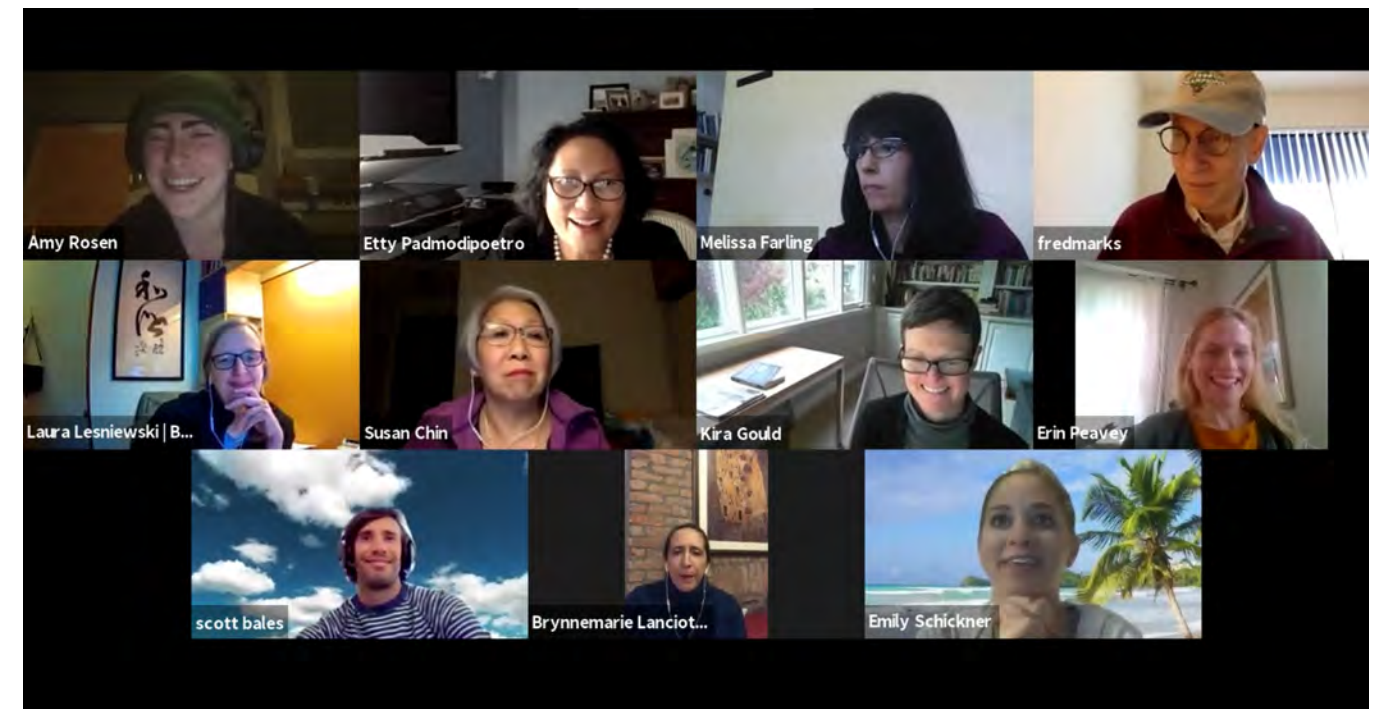 Amy Rosen
Etty Padmodipoetro
Melissa Farling
fredmarks
Laura Lesniewski | B...
Susan Chin
Kira Gould
Erin Peavey
scott bales
Brynnemarie Lanciot...
Emily Schickner